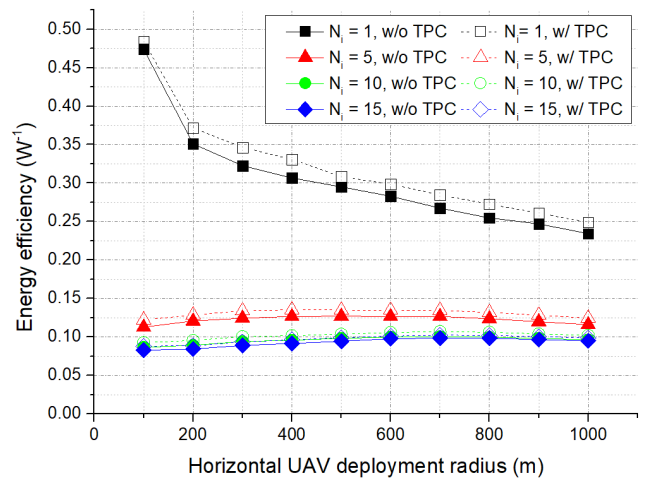 N_i = 1, w/o TPC
N_i = 1, w/ TPC
N_i = 5, w/o TPC
N_i = 5, w/ TPC
N_i = 10, w/o TPC
N_i = 10, w/ TPC
N_i = 15, w/o TPC
N_i = 15, w/ TPC
Energy efficiency (W⁻¹)
0.50
0.45
0.40
0.35
0.30
0.25
0.20
0.15
0.10
0.05
0.00
0 200 400 600 800 1000
Horizontal UAV deployment radius (m)